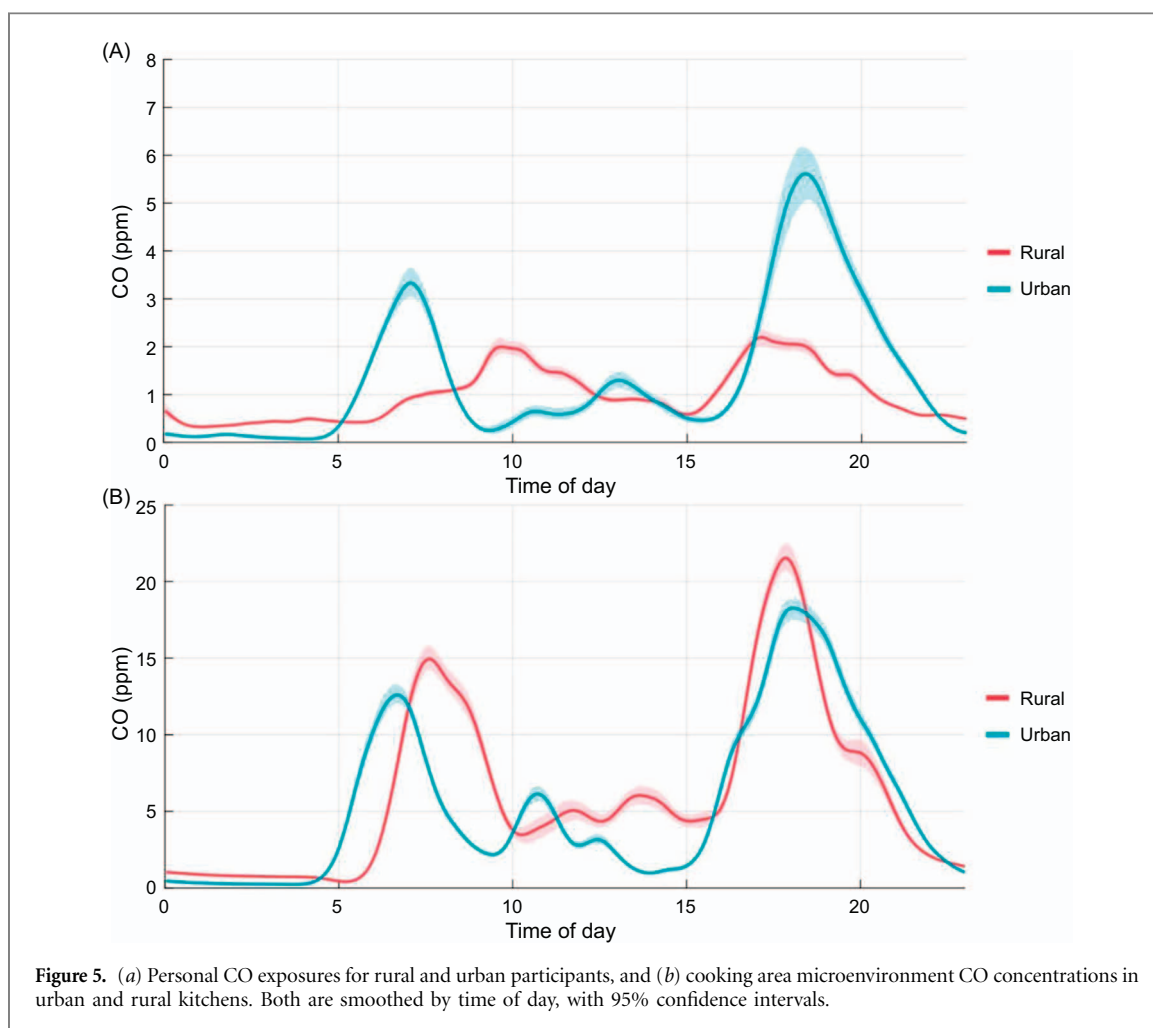 (A)
8
7
6
5
4
3
2
1
0
CO (ppm)
0 5 10 15 20
Time of day
Rural
Urban
(B)
25
20
15
10
5
0
CO (ppm)
0 5 10 15 20
Time of day
Rural
Urban
Figure 5. (a) Personal CO exposures for rural and urban participants, and (b) cooking area microenvironment CO concentrations in
urban and rural kitchens. Both are smoothed by time of day, with 95% confidence intervals.